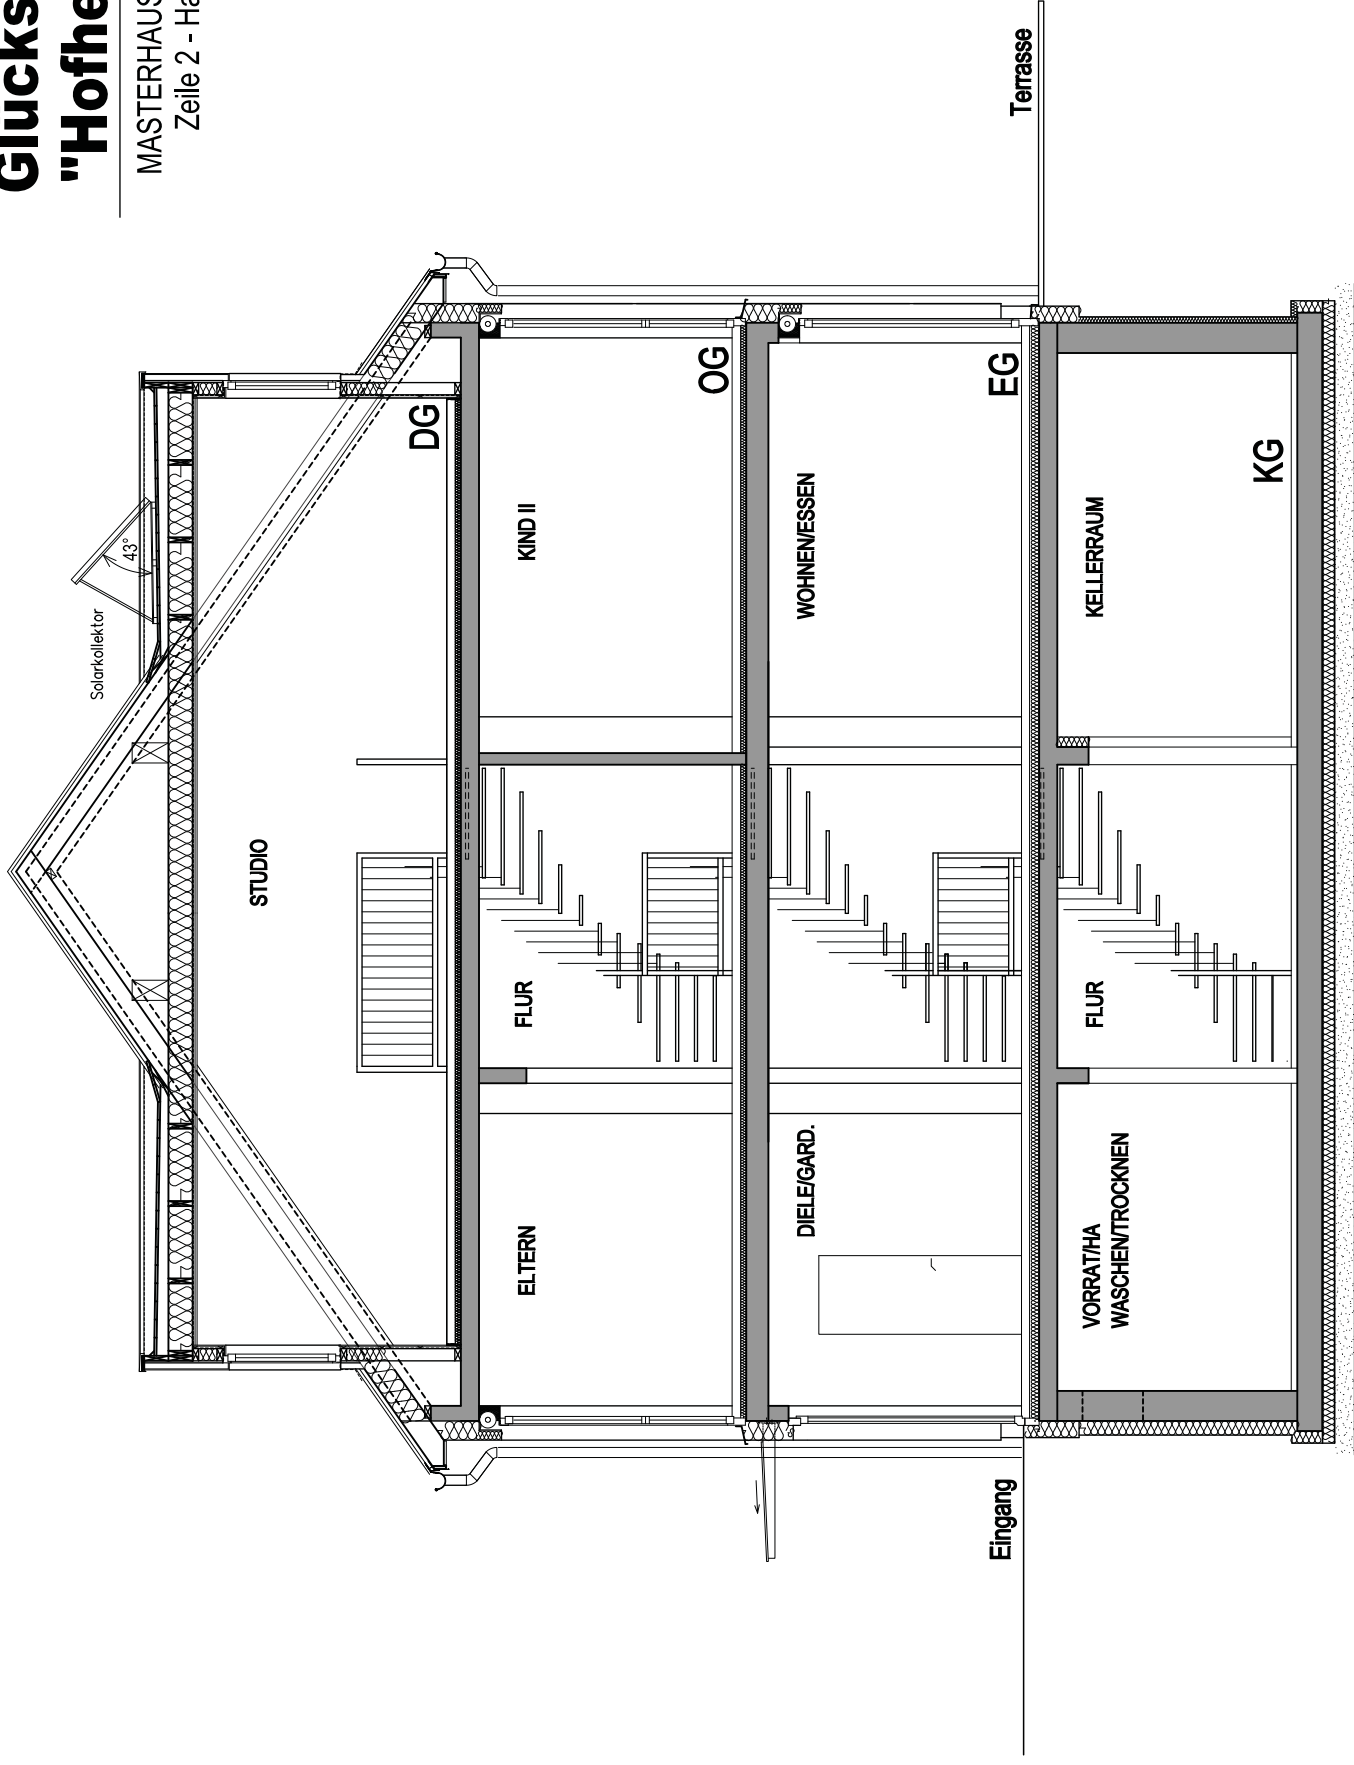 Glucks
"Hofhe
MASTERHAUS
Zeile 2 - Ha
Solarkollektor
43°
STUDIO
DG
ELTERN
FLUR
KIND II
OG
DIELE/GARD.
WOHNEN/ESSEN
EG
Eingang
Terrasse
VORRAT/HA
WASCHEN/TROCKNEN
FLUR
KELLERRAUM
KG